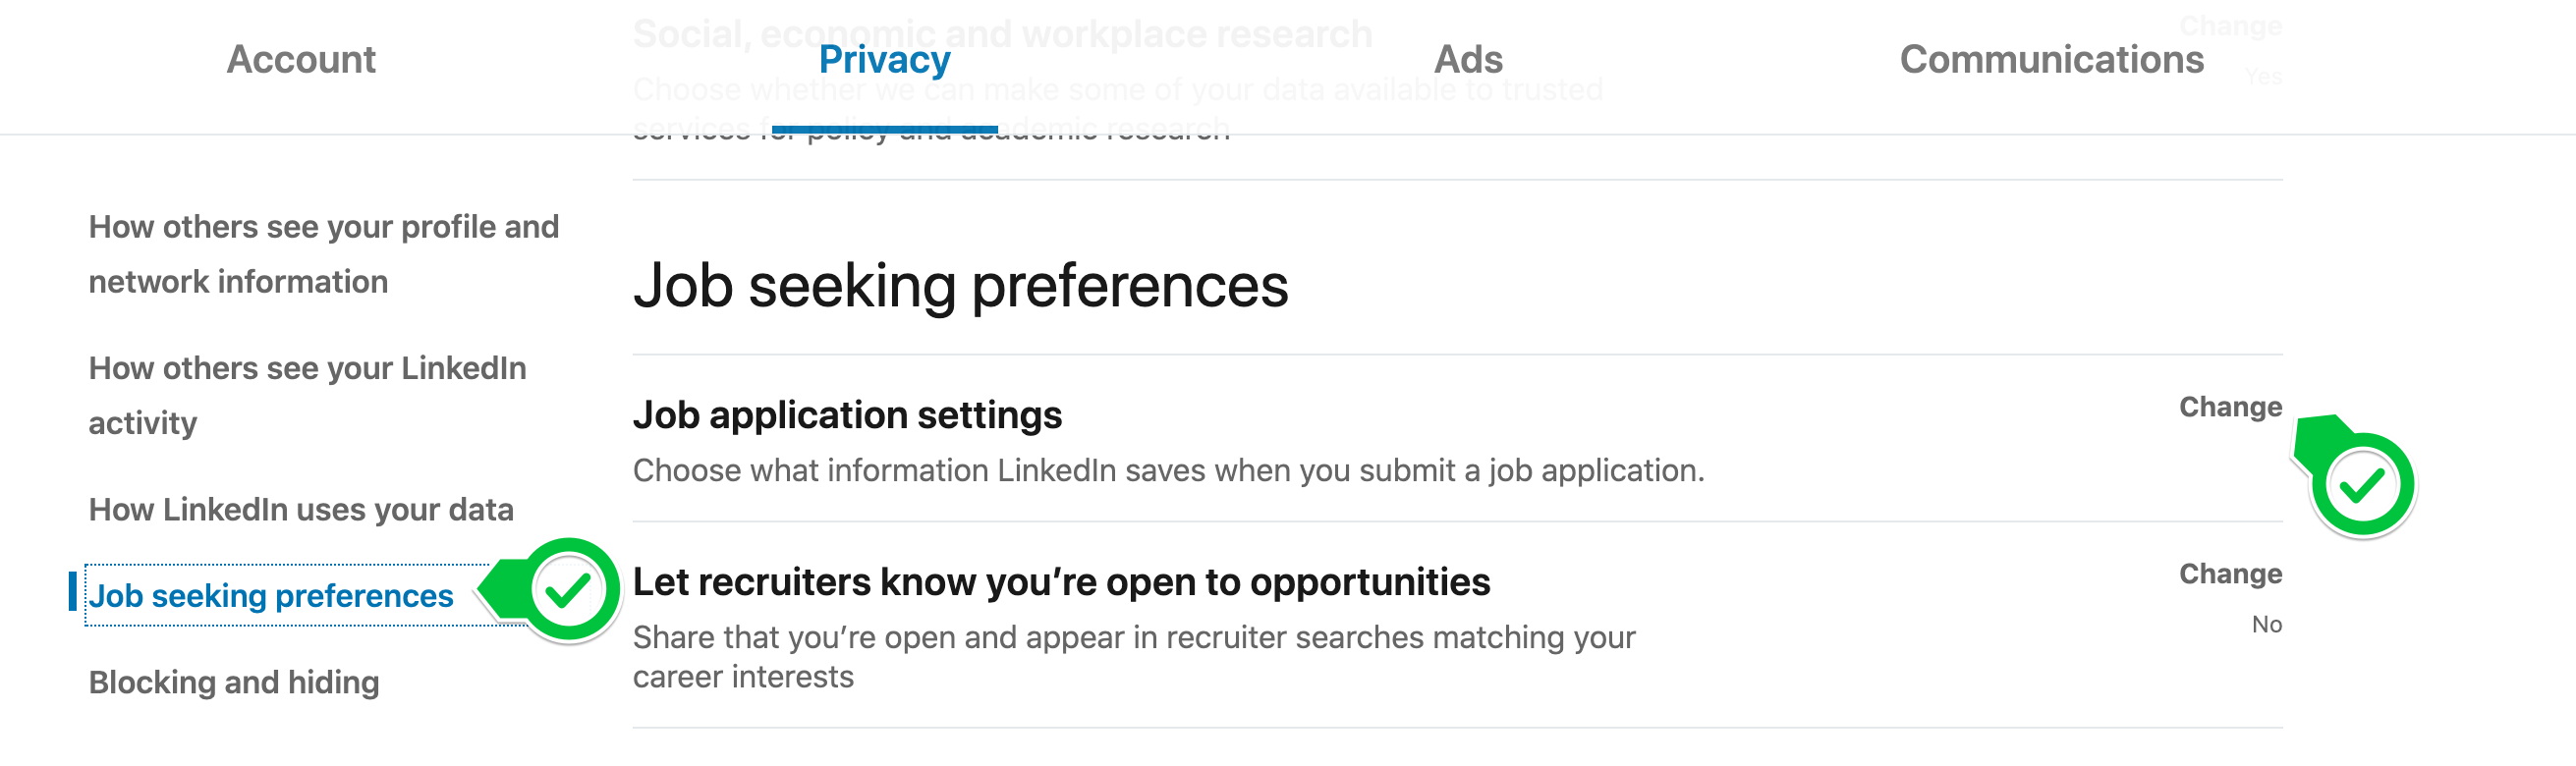 Account
Privacy
Ads
Communications
Social, economic and workplace research
Change
Choose whether we can make some of your data available to trusted
Yes
services for policy and academic research
How others see your profile and
network information
How others see your LinkedIn
activity
How LinkedIn uses your data
Job seeking preferences
Blocking and hiding
Job seeking preferences
Job application settings
Change
Choose what information LinkedIn saves when you submit a job application.
Let recruiters know you’re open to opportunities
Change
Share that you’re open and appear in recruiter searches matching your
No
career interests